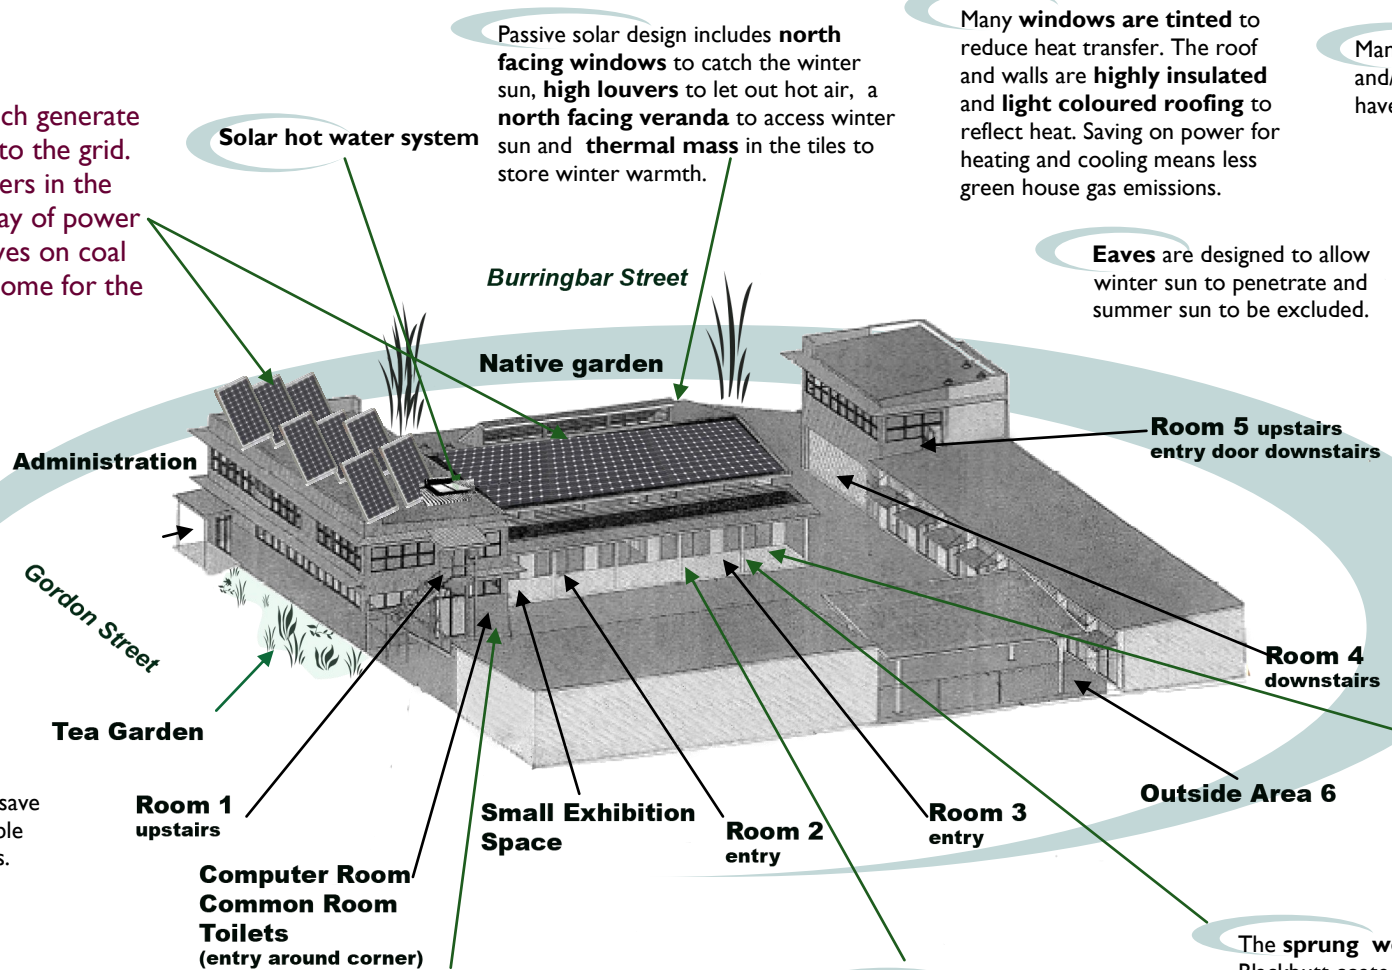 Passive solar design includes north
facing windows to catch the winter
sun, high louvers to let out hot air, a
north facing veranda to access winter
sun and thermal mass in the tiles to
store winter warmth.
Many windows are tinted to
reduce heat transfer. The roof
and walls are highly insulated
and light coloured roofing to
reflect heat. Saving on power for
heating and cooling means less
green house gas emissions.
and/
have
generate
to the grid.
in the
of power
on coal
for the
Solar hot water system
Eaves are designed to allow
winter sun to penetrate and
summer sun to be excluded.
Burringbar Street
Native garden
Administration
Room 5 upstairs
entry door downstairs
Gordon Street
Room 4
downstairs
Tea Garden
save
Room 1
upstairs
Small Exhibition
Space
Room 2
entry
Room 3
entry
Outside Area 6
Computer Room
Common Room
Toilets
(entry around corner)
The sprung